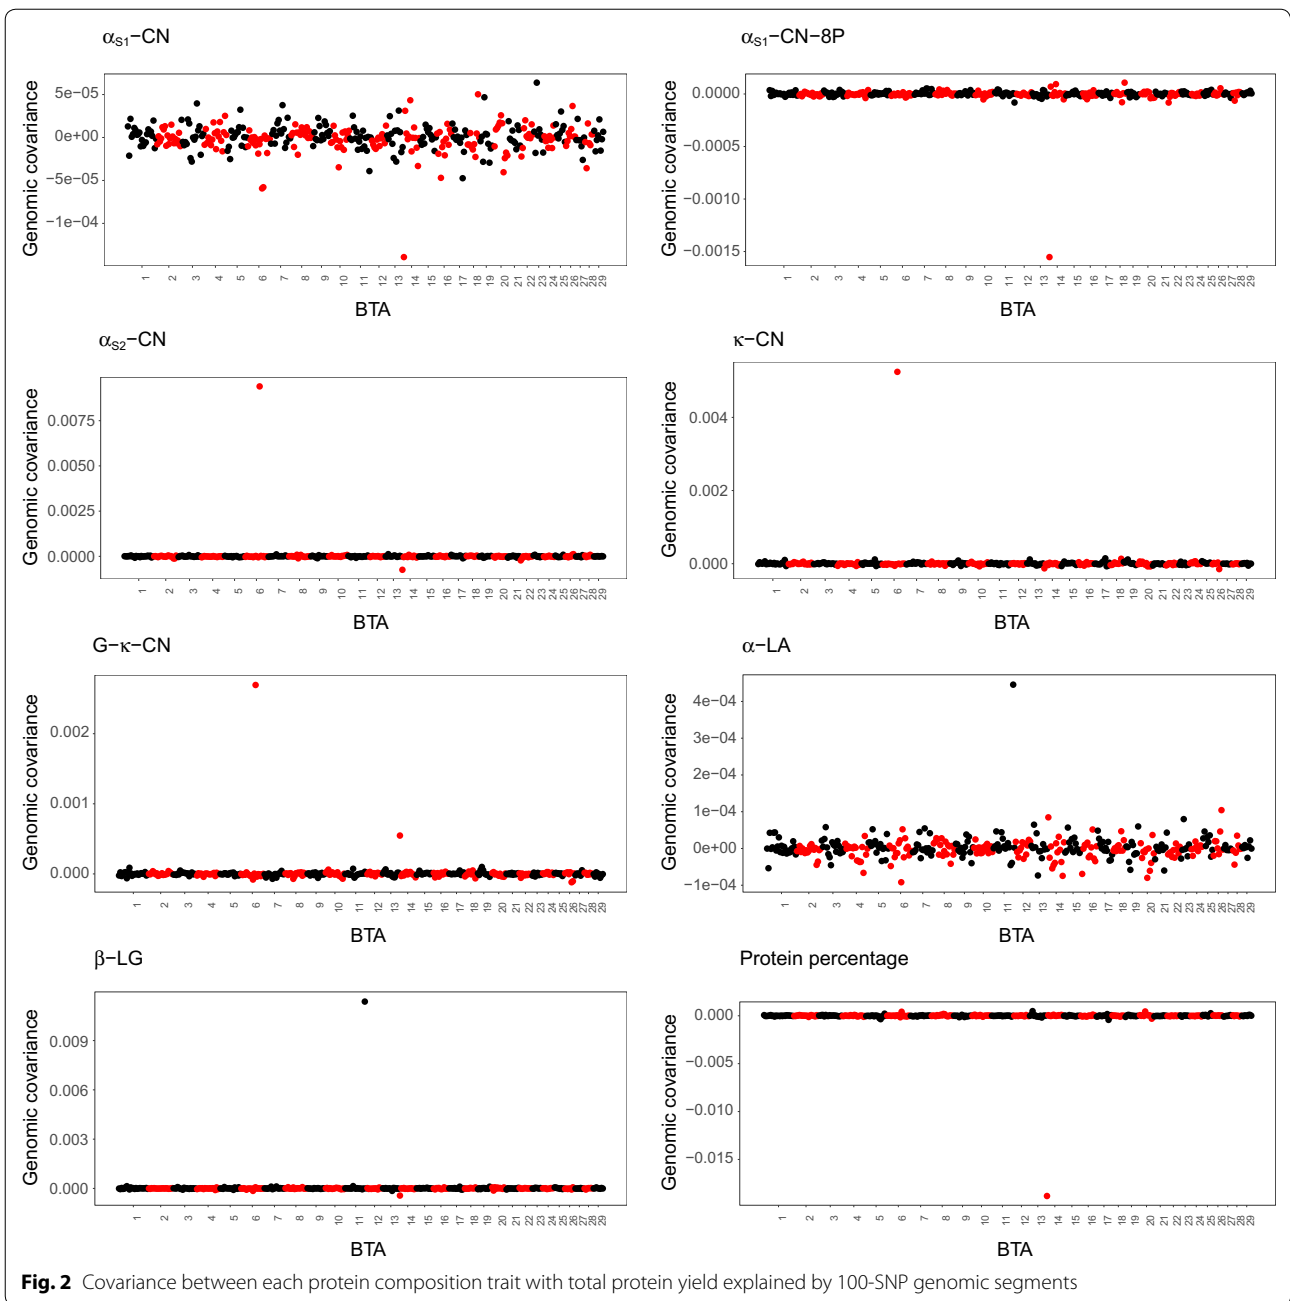 α_S1−CN
Genomic covariance
5e−05
0e+00
−5e−05
−1e−04
1 2 3 4 5 6 7 8 9 10 11 12 13 14 15 16 17 18 19 20 21 22 23 24 25 26 27 28 29
BTA
α_S1−CN−8P
Genomic covariance
0.0000
−0.0005
−0.0010
−0.0015
1 2 3 4 5 6 7 8 9 10 11 12 13 14 15 16 17 18 19 20 21 22 23 24 25 26 27 28 29
BTA
α_S2−CN
Genomic covariance
0.0075
0.0050
0.0025
0.0000
1 2 3 4 5 6 7 8 9 10 11 12 13 14 15 16 17 18 19 20 21 22 23 24 25 26 27 28 29
BTA
κ−CN
Genomic covariance
0.004
0.002
0.000
1 2 3 4 5 6 7 8 9 10 11 12 13 14 15 16 17 18 19 20 21 22 23 24 25 26 27 28 29
BTA
G−κ−CN
Genomic covariance
0.002
0.001
0.000
1 2 3 4 5 6 7 8 9 10 11 12 13 14 15 16 17 18 19 20 21 22 23 24 25 26 27 28 29
BTA
α−LA
Genomic covariance
4e−04
3e−04
2e−04
1e−04
0e+00
−1e−04
1 2 3 4 5 6 7 8 9 10 11 12 13 14 15 16 17 18 19 20 21 22 23 24 25 26 27 28 29
BTA
β−LG
Genomic covariance
0.009
0.006
0.003
0.000
1 2 3 4 5 6 7 8 9 10 11 12 13 14 15 16 17 18 19 20 21 22 23 24 25 26 27 28 29
BTA
Protein percentage
Genomic covariance
0.000
−0.005
−0.010
−0.015
1 2 3 4 5 6 7 8 9 10 11 12 13 14 15 16 17 18 19 20 21 22 23 24 25 26 27 28 29
BTA
Fig. 2 Covariance between each protein composition trait with total protein yield explained by 100-SNP genomic segments